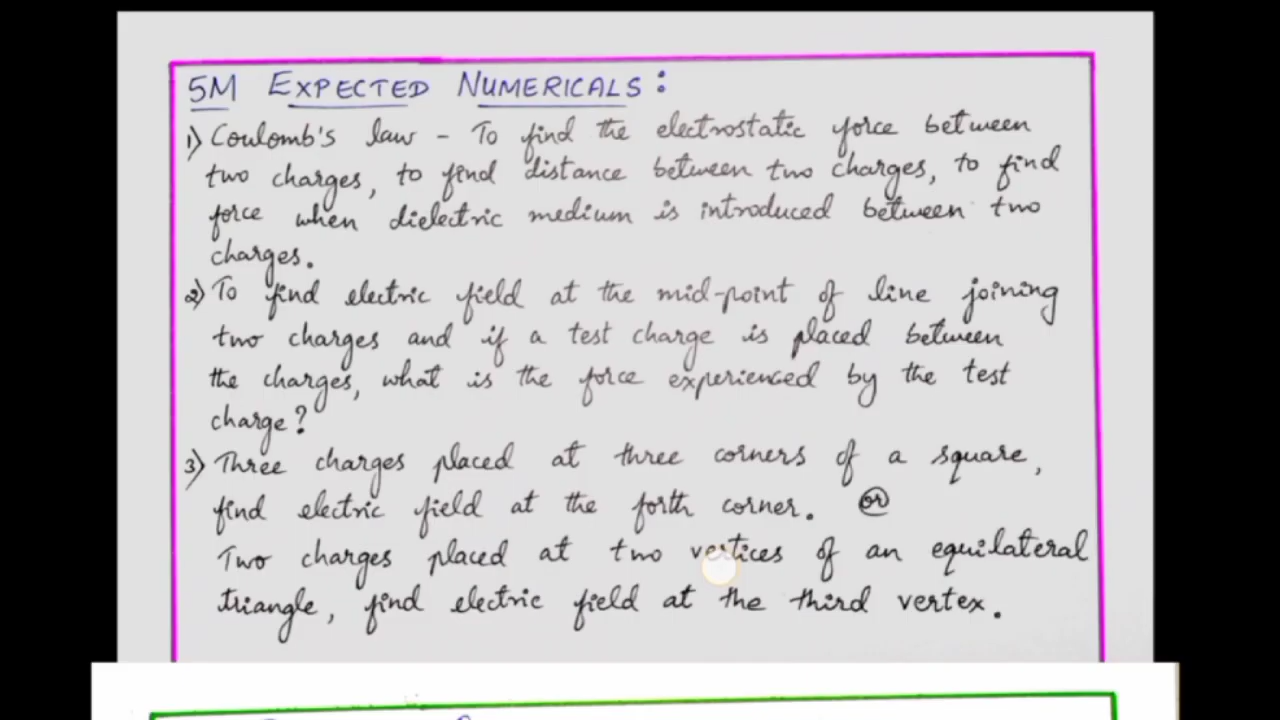 5M EXPECTED NUMERICALS:
1) Coulomb's law - To find the electrostatic force between
two charges, to find distance between two charges, to find
force when dielectric medium is introduced between two
charges.
2) To find electric field at the mid-point of line joining
two charges and if a test charge is placed between
the charges, what is the force experienced by the test
charge?
3) Three charges placed at three corners of a square,
find electric field at the forth corner. or
Two charges placed at two vertices of an equilateral
triangle, find electric field at the third vertex.